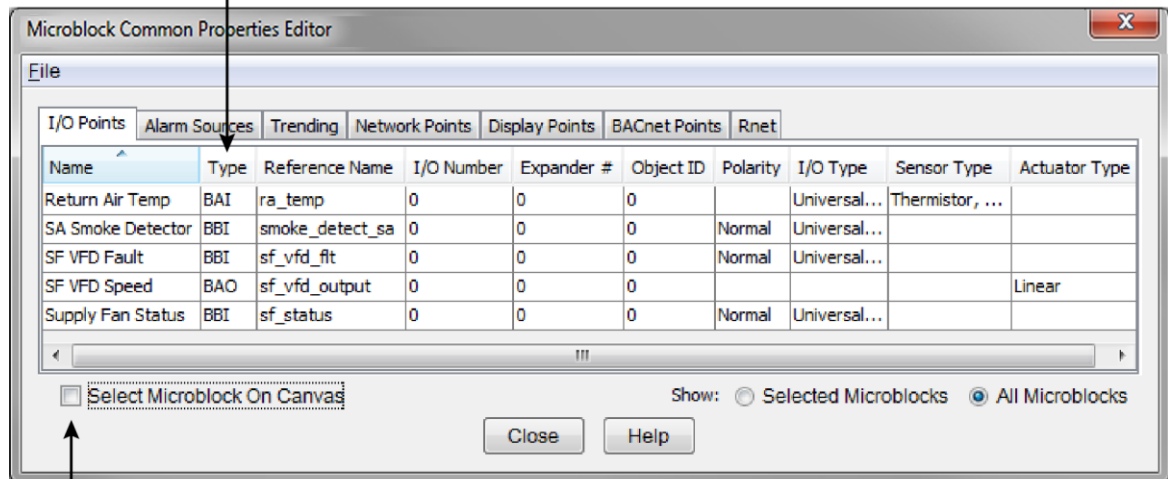 Microblock Common Properties Editor
X
File
I/O Points Alarm Sources Trending Network Points Display Points BACnet Points Rnet
Name Type Reference Name I/O Number Expander # Object ID Polarity I/O Type Sensor Type Actuator Type
Return Air Temp BAI ra_temp 0 0 0 Universal... Thermistor, ...
SA Smoke Detector BBI smoke_detect_sa 0 0 0 Normal Universal...
SF VFD Fault BBI sf_vfd_flt 0 0 0 Normal Universal...
SF VFD Speed BAO sf_vfd_output 0 0 0 Linear
Supply Fan Status BBI sf_status 0 0 0 Normal Universal...
Select Microblock On Canvas Show: Selected Microblocks All Microblocks
Close Help